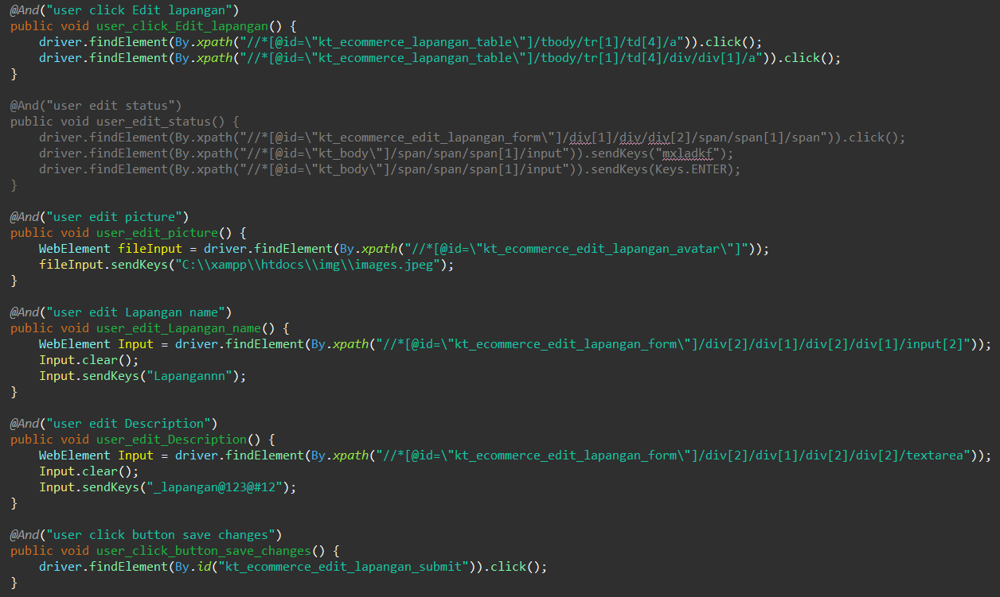 @And("user click Edit lapangan")
public void user_click_Edit_lapangan() {
    driver.findElement(By.xpath("//*[@id=\"kt_ecommerce_lapangan_table\"]/tbody/tr[1]/td[4]/a")).click();
    driver.findElement(By.xpath("//*[@id=\"kt_ecommerce_lapangan_table\"]/tbody/tr[1]/td[4]/div/div[1]/a")).click();
}
@And("user edit status")
public void user_edit_status() {
    driver.findElement(By.xpath("//*[@id=\"kt_ecommerce_edit_lapangan_form\"]/div[1]/div/div[2]/span/span[1]/span")).click();
    driver.findElement(By.xpath("//*[@id=\"kt_body\"]/span/span/span[1]/input")).sendKeys("mxladkf");
    driver.findElement(By.xpath("//*[@id=\"kt_body\"]/span/span/span[1]/input")).sendKeys(Keys.ENTER);
}
@And("user edit picture")
public void user_edit_picture() {
    WebElement fileInput = driver.findElement(By.xpath("//*[@id=\"kt_ecommerce_edit_lapangan_avatar\"]"));
    fileInput.sendKeys("C:\\xampp\\htdocs\\img\\images.jpeg");
}
@And("user edit Lapangan name")
public void user_edit_Lapangan_name() {
    WebElement Input = driver.findElement(By.xpath("//*[@id=\"kt_ecommerce_edit_lapangan_form\"]/div[2]/div[1]/div[2]/div[1]/input[2]"));
    Input.clear();
    Input.sendKeys("Lapangannn");
}
@And("user edit Description")
public void user_edit_Description() {
    WebElement Input = driver.findElement(By.xpath("//*[@id=\"kt_ecommerce_edit_lapangan_form\"]/div[2]/div[1]/div[2]/div[2]/textarea"));
    Input.clear();
    Input.sendKeys("_lapangan@123@#12");
}
@And("user click button save changes")
public void user_click_button_save_changes() {
    driver.findElement(By.id("kt_ecommerce_edit_lapangan_submit")).click();
}